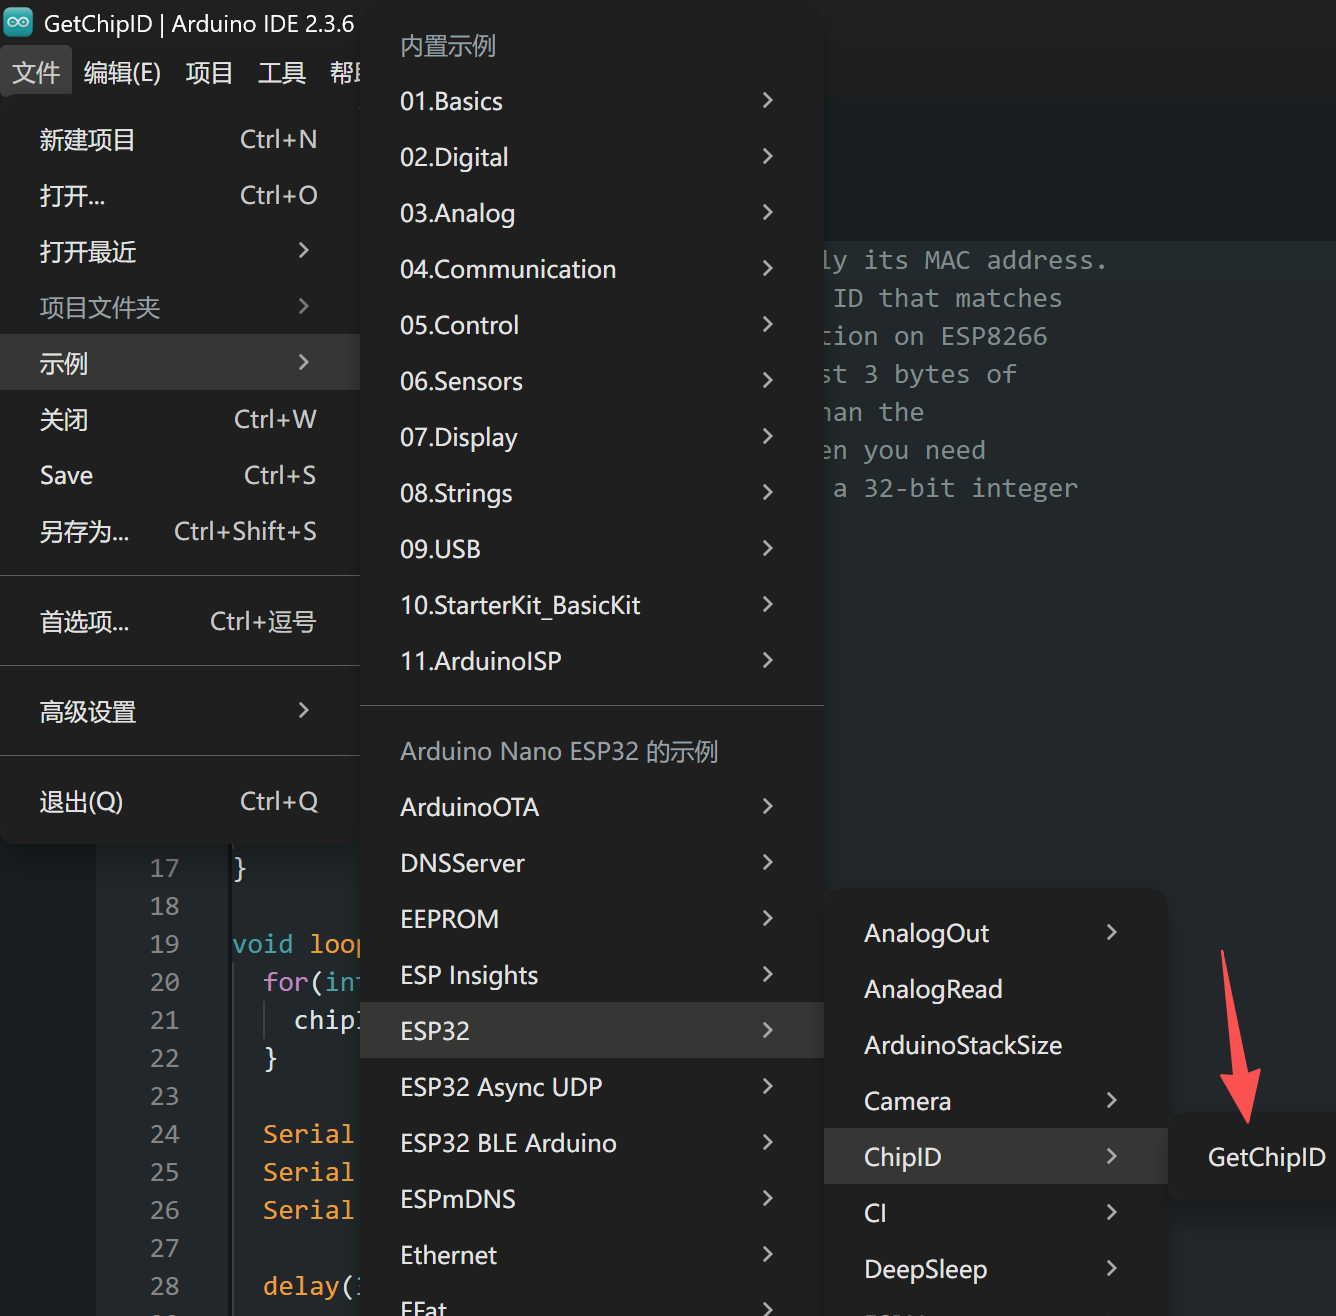 GetChipID | Arduino IDE 2.3.6
文件 编辑(E) 项目 工具
新建项目 Ctrl+N
打开... Ctrl+O
打开最近
项目文件夹
示例
关闭 Ctrl+W
Save Ctrl+S
另存为... Ctrl+Shift+S
首选项... Ctrl+逗号
高级设置
退出(Q) Ctrl+Q
内置示例
01.Basics
02.Digital
03.Analog
04.Communication
05.Control
06.Sensors
07.Display
08.Strings
09.USB
10.StarterKit_BasicKit
11.ArduinoISP
Arduino Nano ESP32 的示例
ArduinoOTA
DNSServer
EEPROM
ESP Insights
ESP32
ESP32 Async UDP
ESP32 BLE Arduino
ESPmDNS
Ethernet
FFat
AnalogOut
AnalogRead
ArduinoStackSize
Camera
ChipID
CI
DeepSleep
GetChipID
ly its MAC address.
ID that matches
tion on ESP8266
st 3 bytes of
han the
en you need
a 32-bit integer
17 }
18
19 void loop
20 for(int
21 chip
22 }
23
24 Serial
25 Serial
26 Serial
27
28 delay(